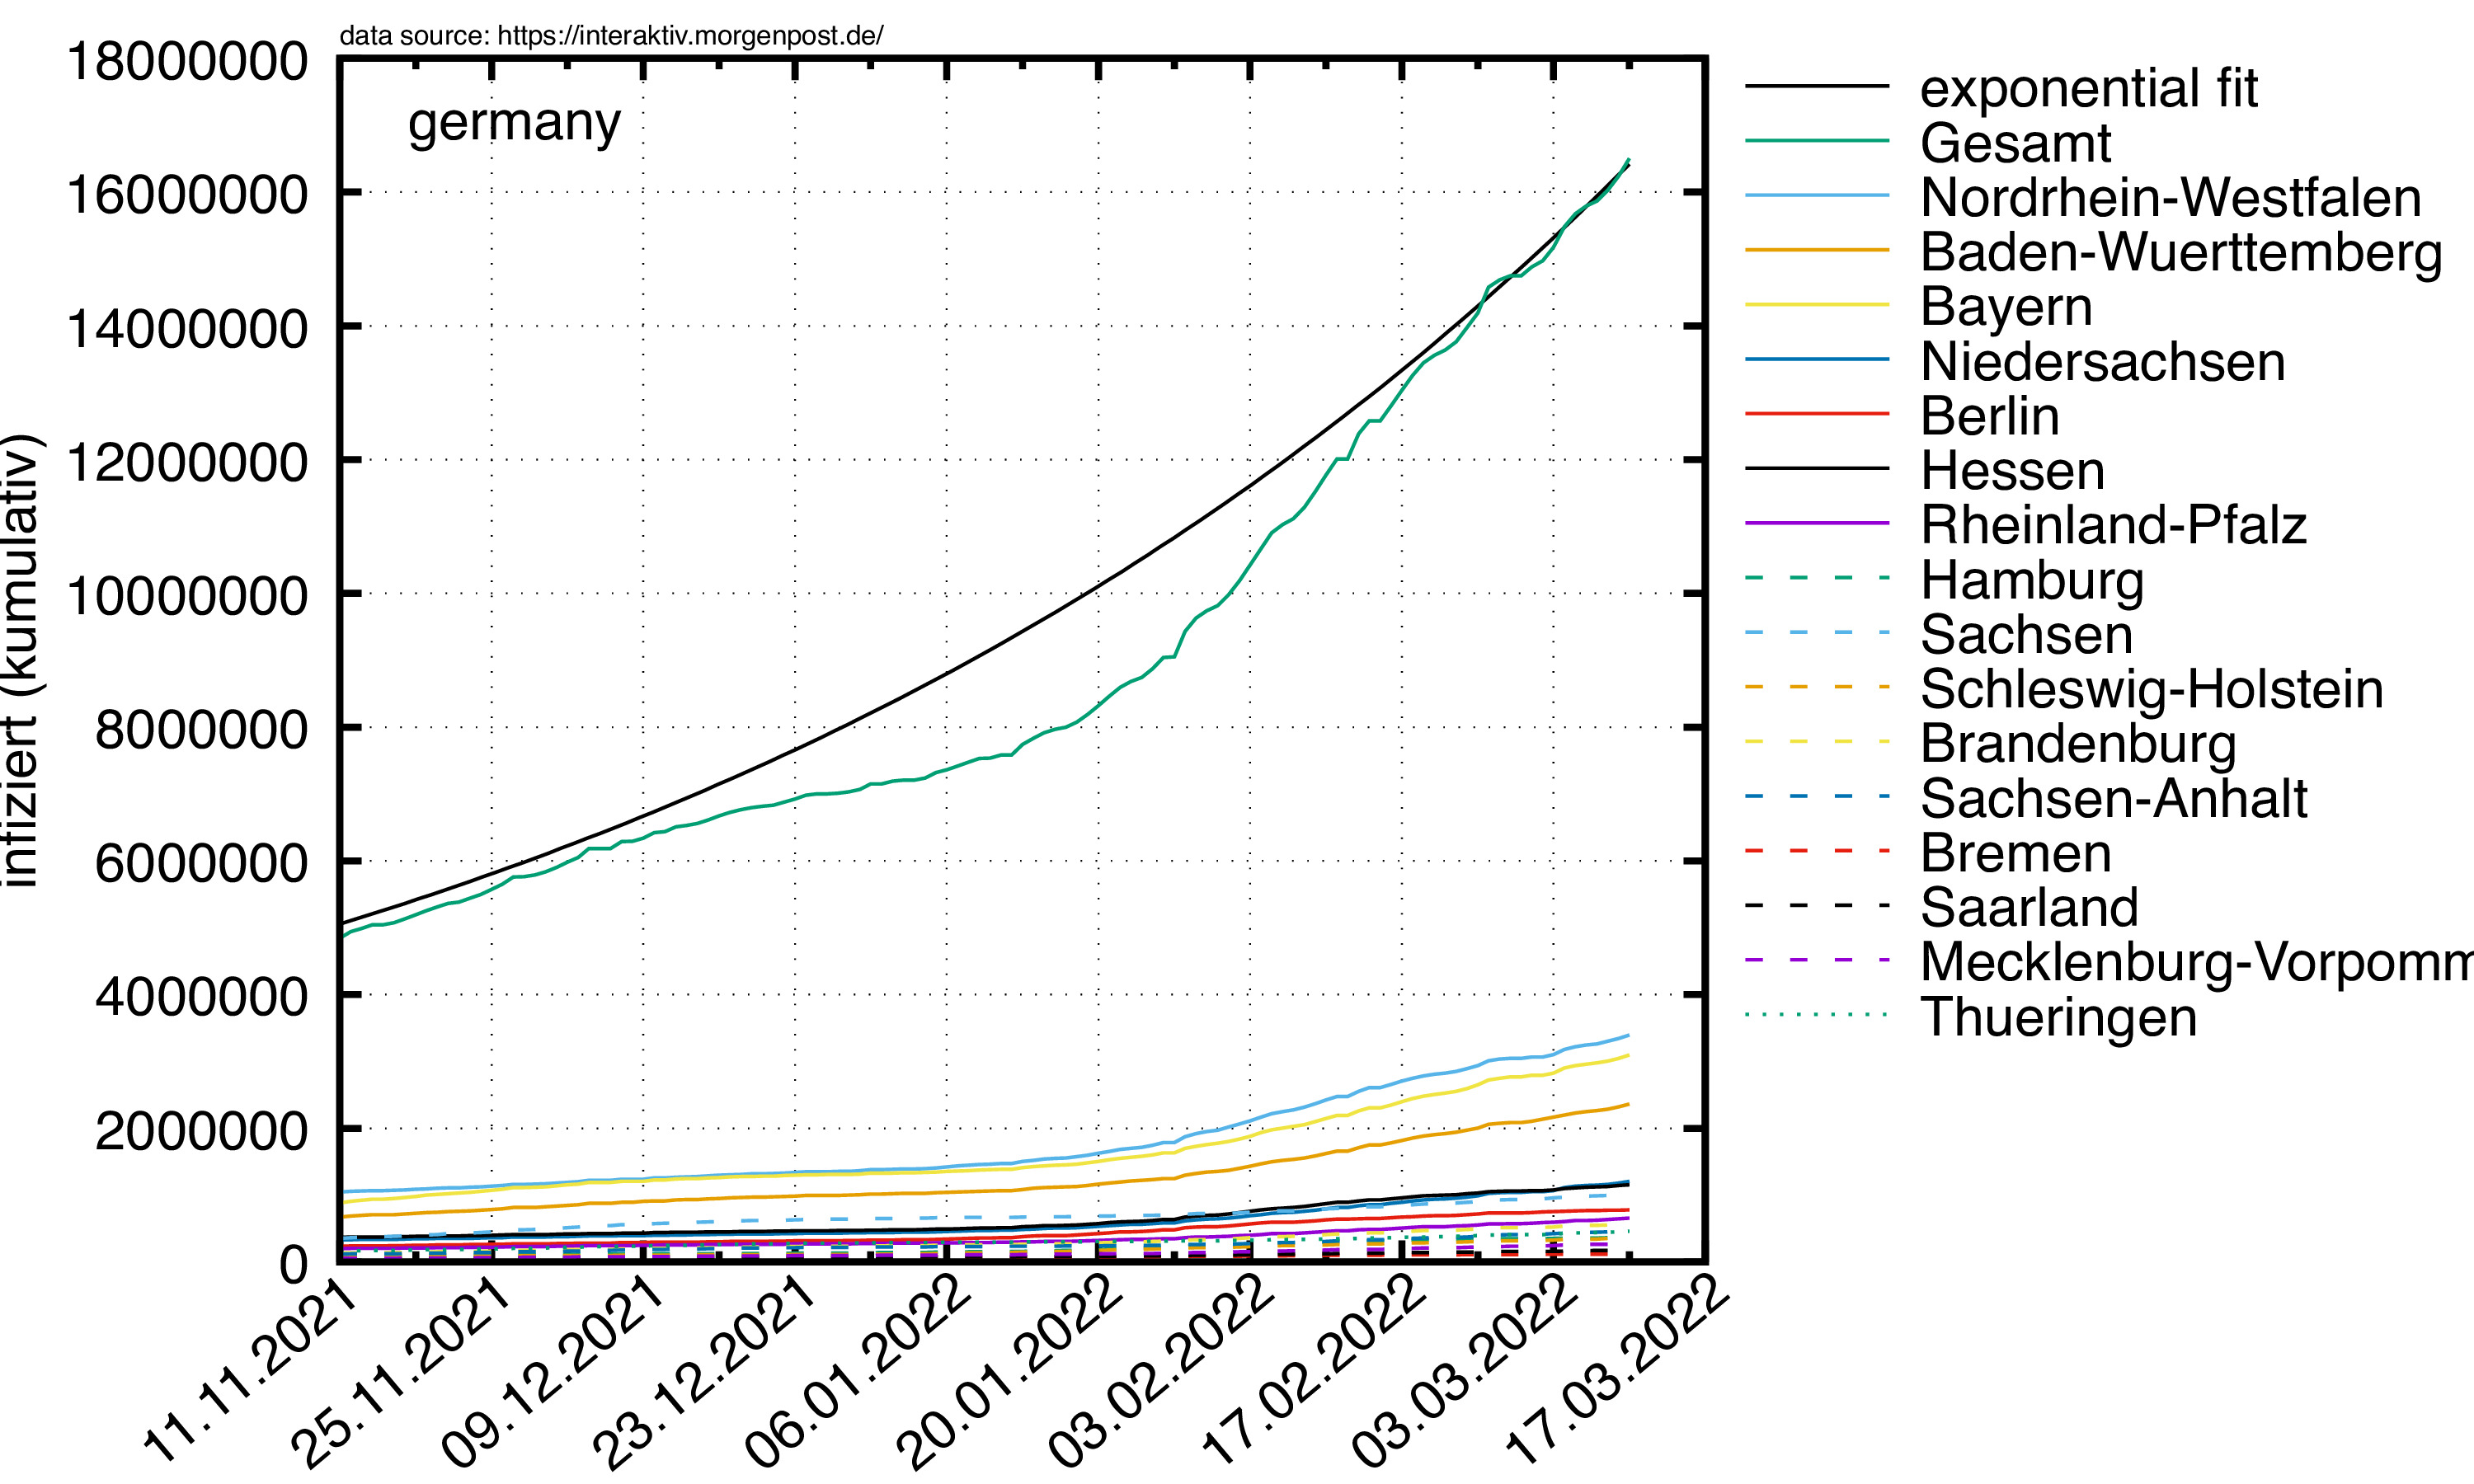 data source: https://interaktiv.morgenpost.de/
18000000
16000000
14000000
12000000
10000000
8000000
6000000
4000000
2000000
0
infiziert (kumulativ)
germany
11.11.2021
25.11.2021
09.12.2021
23.12.2021
06.01.2022
20.01.2022
03.02.2022
17.02.2022
03.03.2022
17.03.2022
exponential fit
Gesamt
Nordrhein-Westfalen
Baden-Wuerttemberg
Bayern
Niedersachsen
Berlin
Hessen
Rheinland-Pfalz
Hamburg
Sachsen
Schleswig-Holstein
Brandenburg
Sachsen-Anhalt
Bremen
Saarland
Mecklenburg-Vorpomm
Thueringen